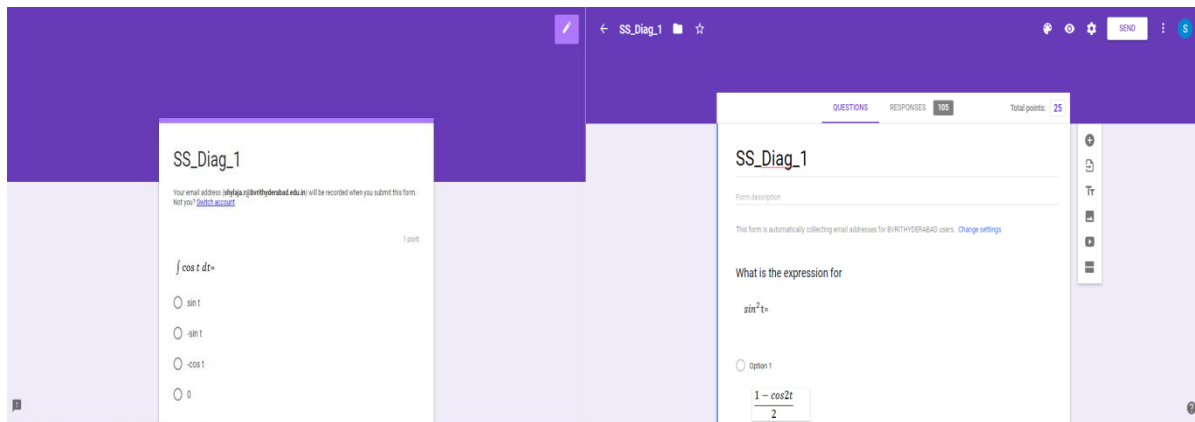 SS_Diag_1
Your email address (shylaja.r@bvrithyderabad.edu.in) will be recorded when you submit this form.
Not you? Switch account
1 point
∫ cos t dt=
sin t
-sin t
-cos t
0
SS_Diag_1
SEND
S
QUESTIONS RESPONSES 105 Total points: 25
SS_Diag_1
Form description
This form is automatically collecting email addresses for BVRITHYDERABAD users. Change settings
What is the expression for
sin² t=
Option 1
1 − cos2t
2